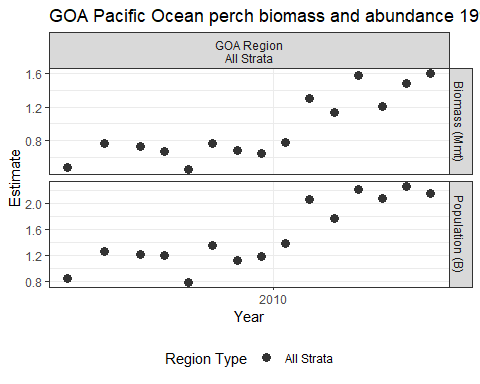 GOA Pacific Ocean perch biomass and abundance 19
GOA Region
All Strata
1.6
1.2
0.8
Biomass (Mmt)
2.0
1.6
1.2
0.8
Population (B)
Estimate
2010
Year
Region Type
All Strata